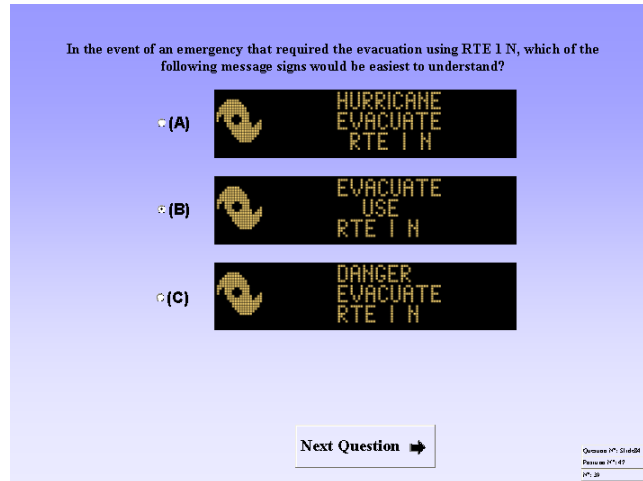 In the event of an emergency that required the evacuation using RTE 1 N, which of the
following message signs would be easiest to understand?
(A)
HURRICANE
EVACUATE
RTE 1 N
(B)
EVACUATE
USE
RTE 1 N
(C)
DANGER
EVACUATE
RTE 1 N
Next Question